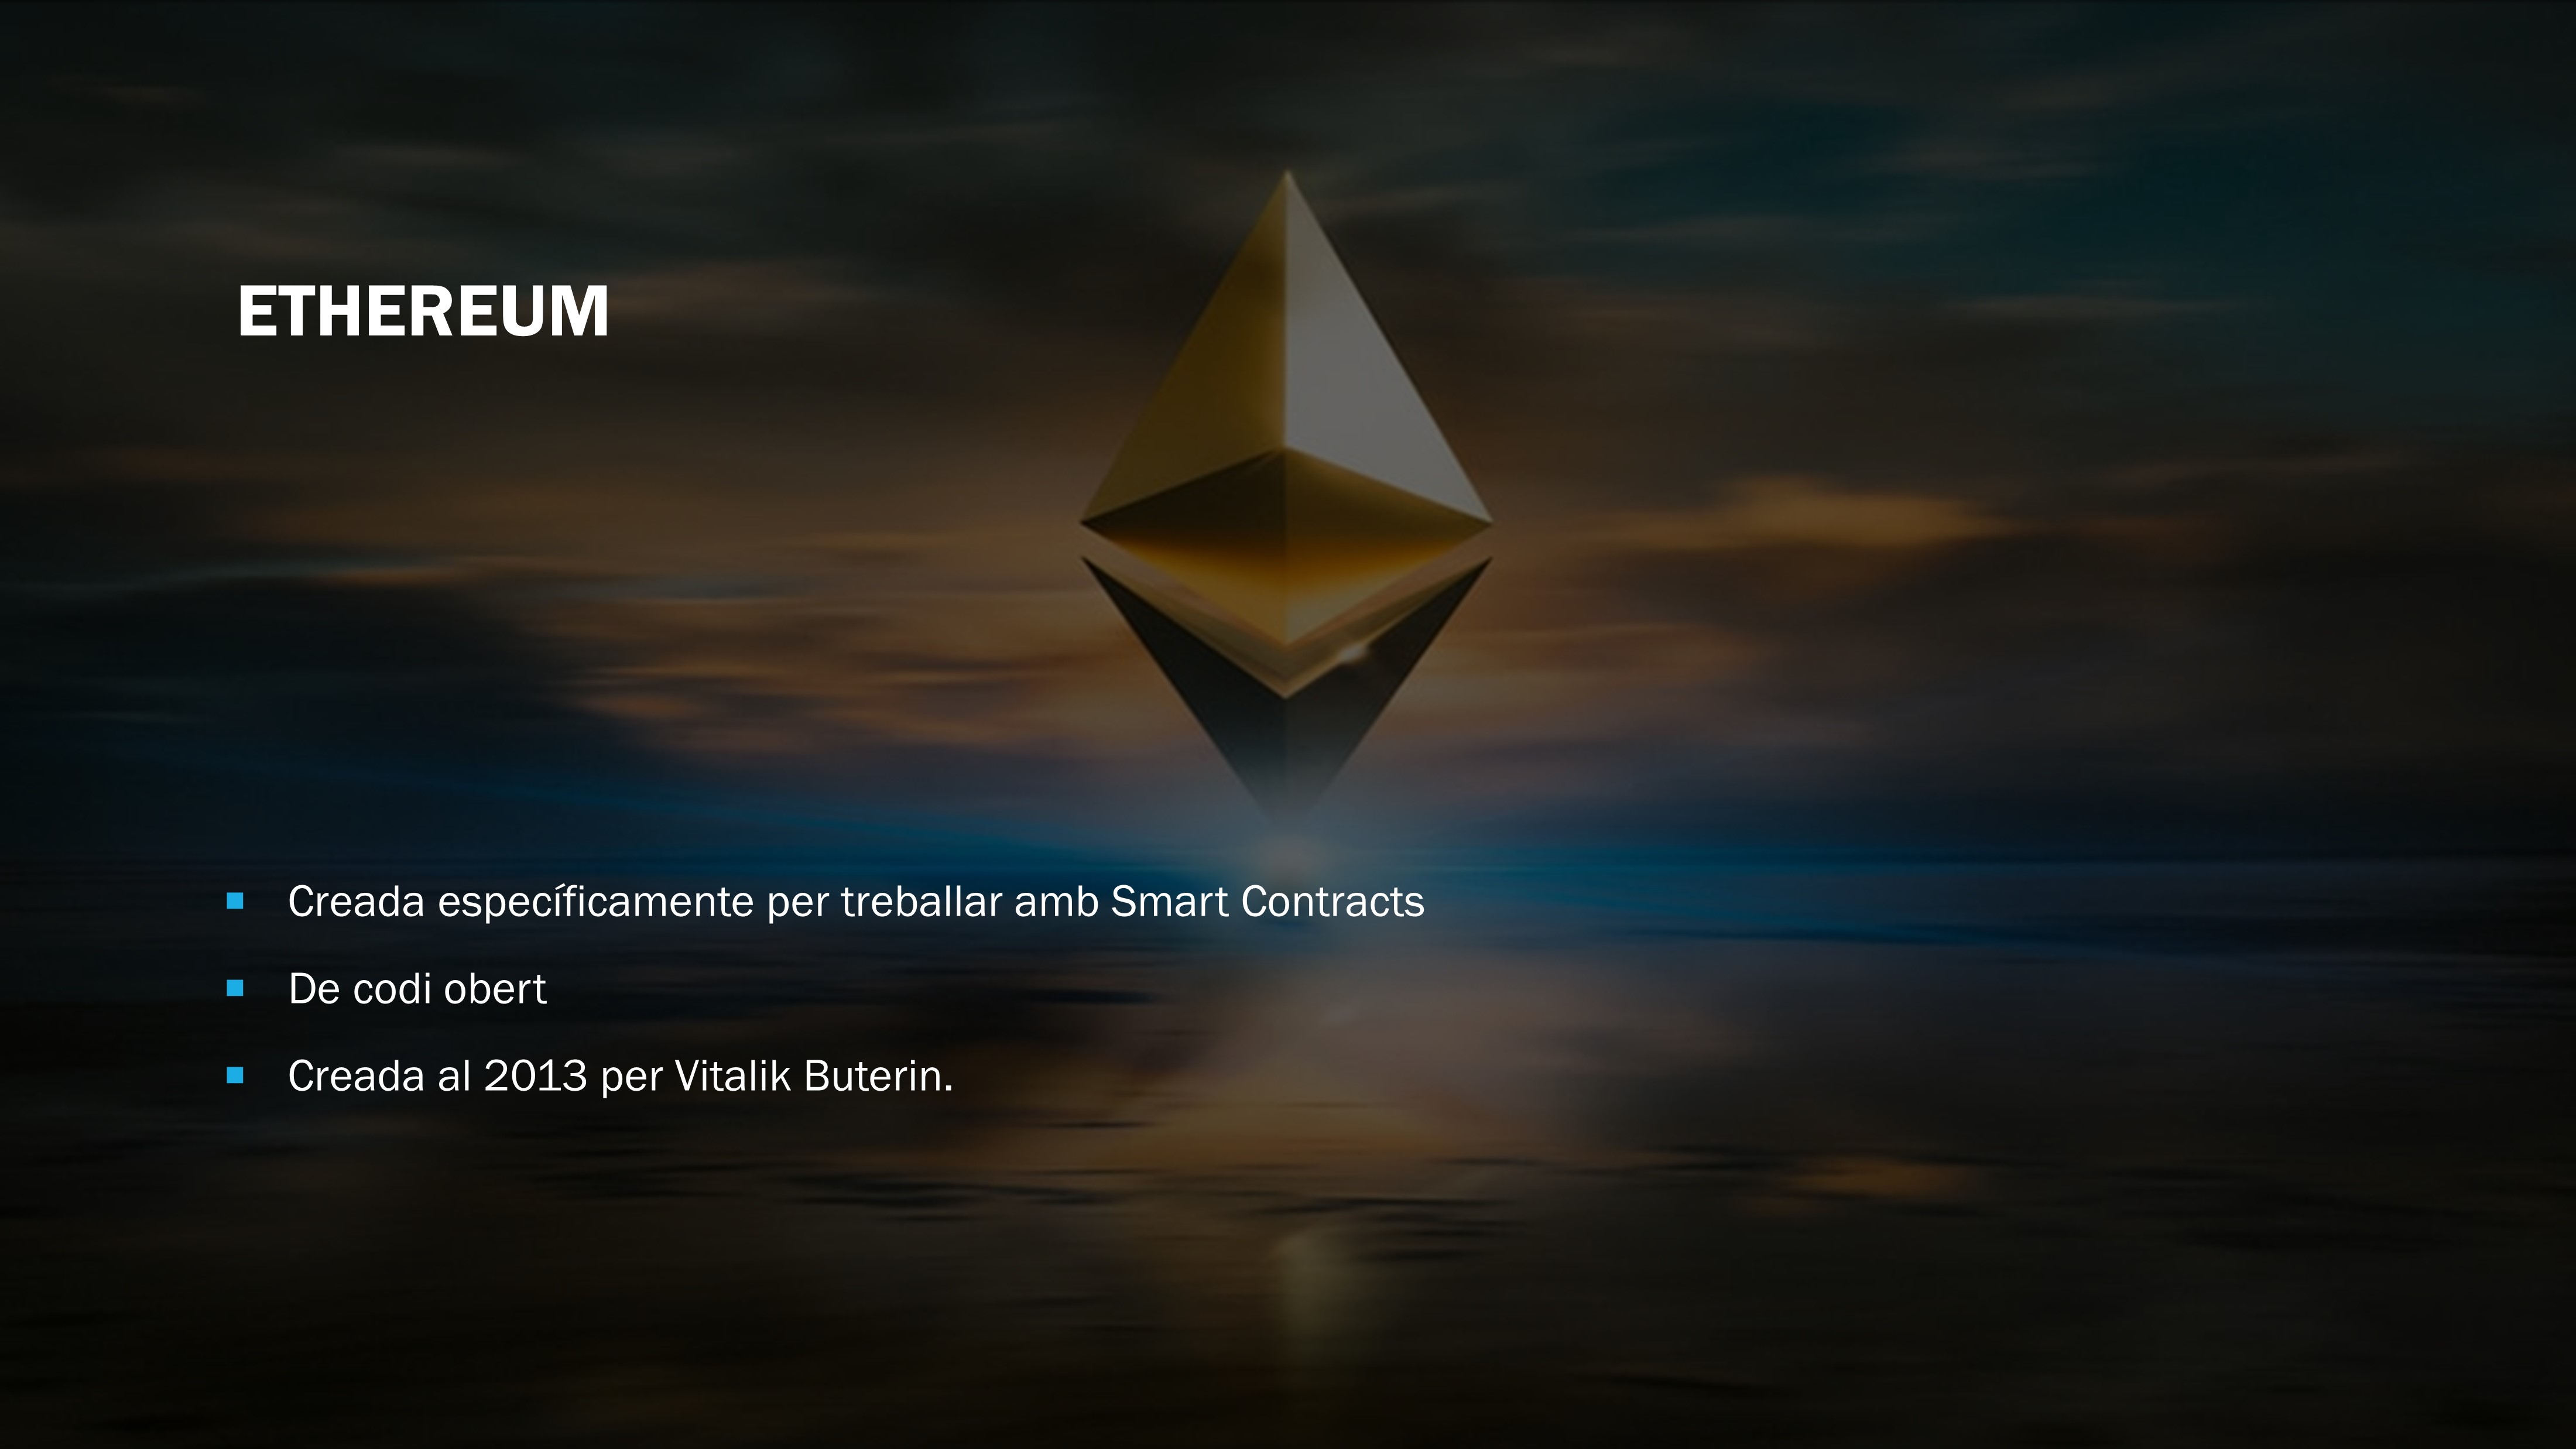 ETHEREUM
Creada específicamente per treballar amb Smart Contracts
De codi obert
Creada al 2013 per Vitalik Buterin.